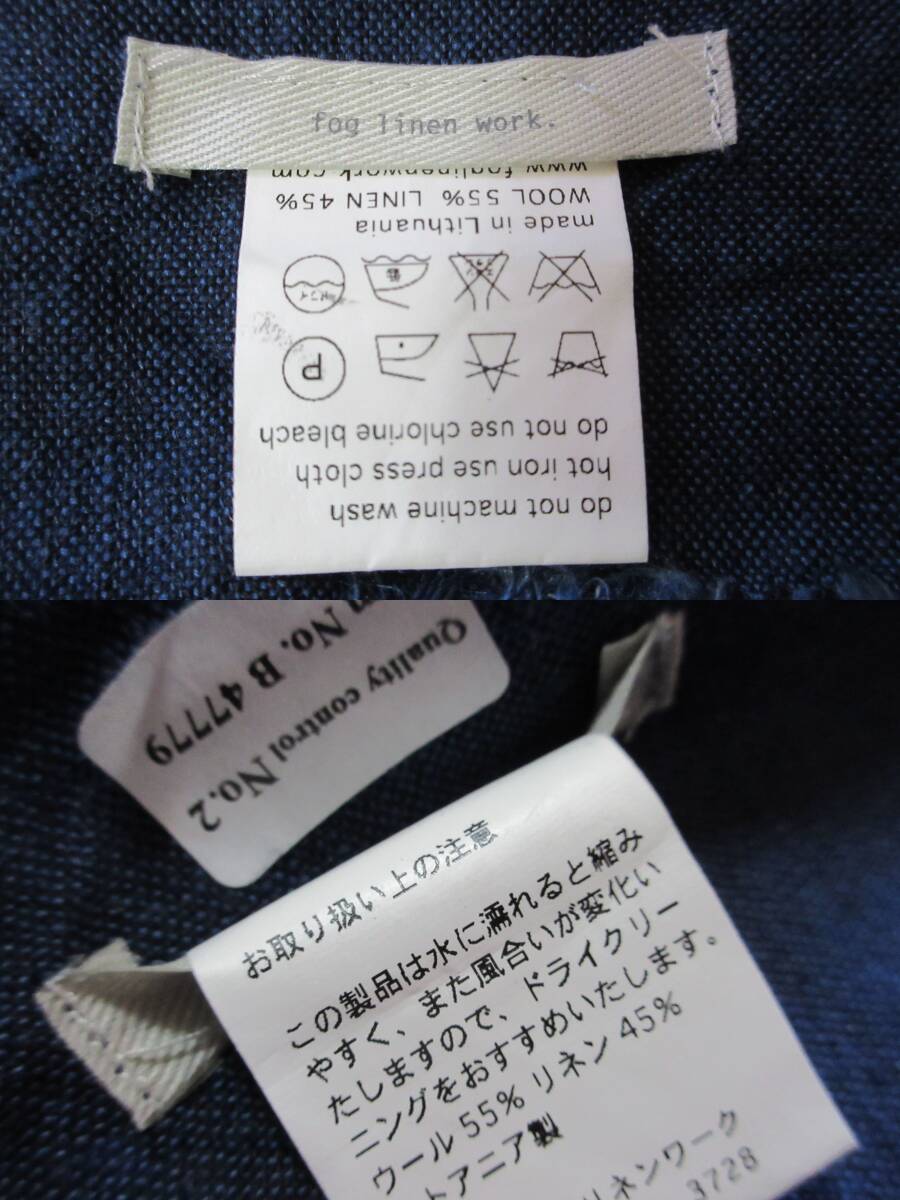 fog linen work.
www.foglinenwork.com
WOOL 55% LINEN 45%
made in Lithuania
P
do not use chlorine bleach
hot iron use press cloth
do not machine wash
No. B 47779
Quality control No.2
お取り扱い上の注意
この製品は水に濡れると縮み
やすく、また風合いが変化い
たしますので、ドライクリー
ニングをおすすめいたします。
ウール 55% リネン 45%
トアニア製
リネンワーク
3728